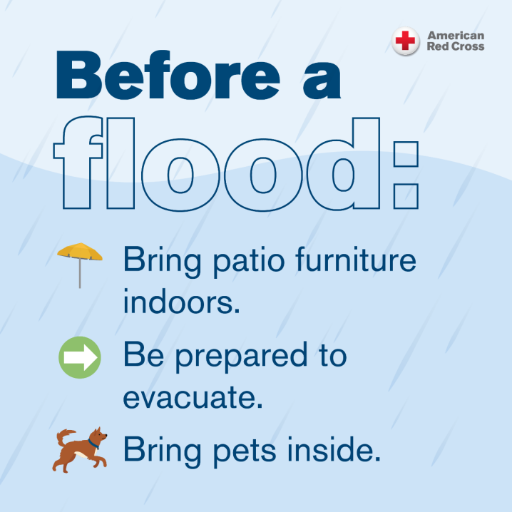 American
Red Cross
Before a
flood:
Bring patio furniture
indoors.
Be prepared to
evacuate.
Bring pets inside.